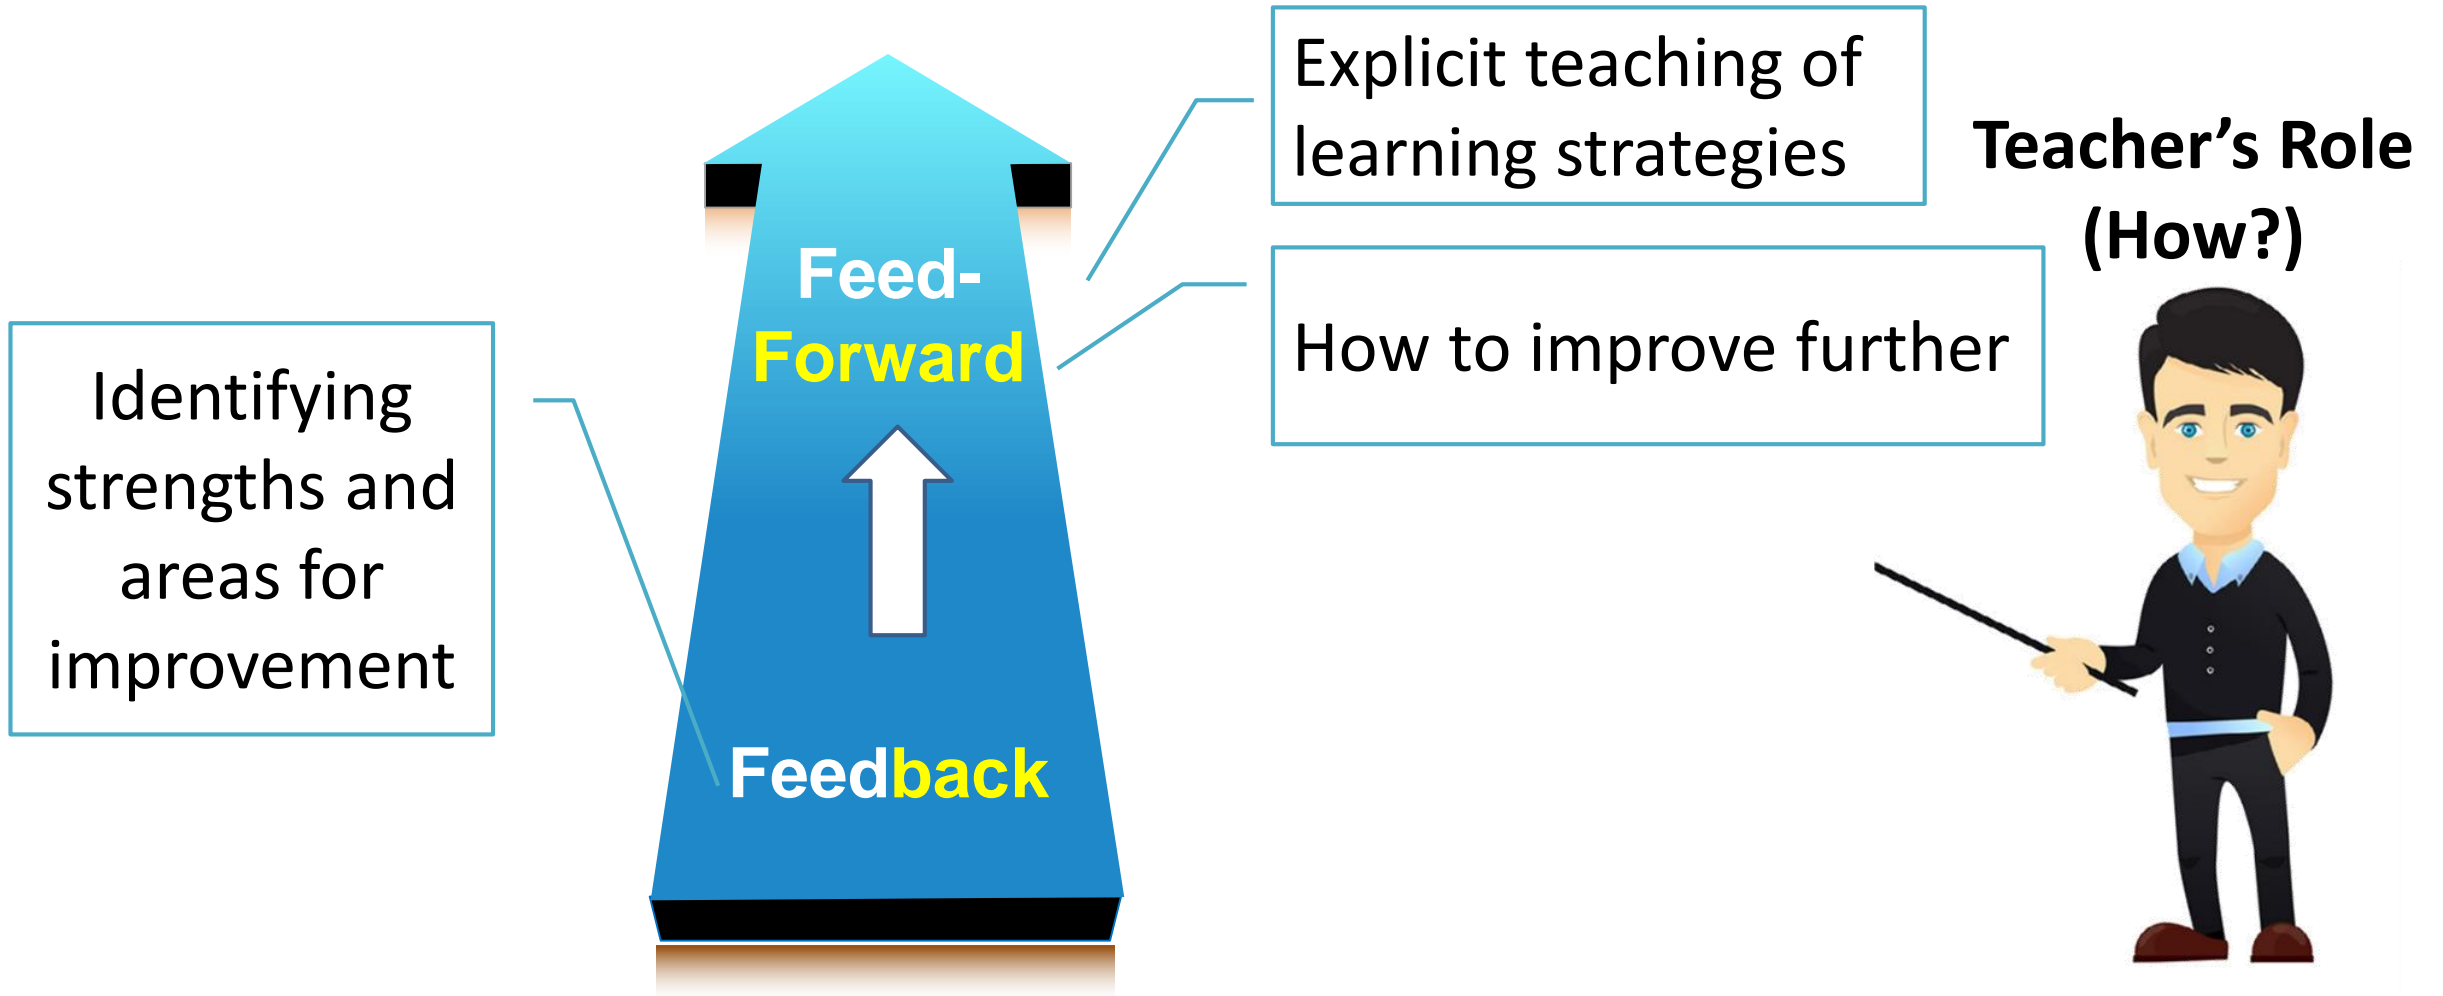 Explicit teaching of
learning strategies
Teacher’s Role
(How?)
Feed-
Forward
How to improve further
Identifying
strengths and
areas for
improvement
Feedback